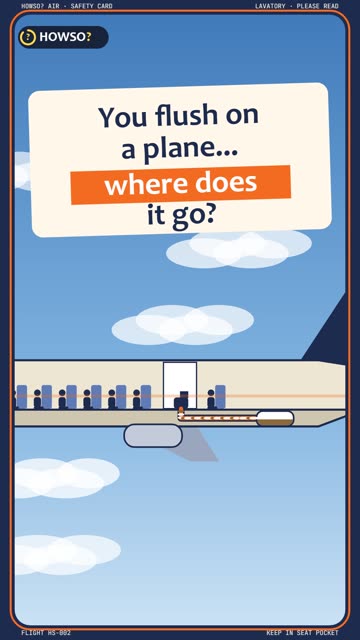 HOWSO? AIR · SAFETY CARD
LAVATORY · PLEASE READ
? HOWSO?
You flush on
a plane...
where does
it go?
FLIGHT HS-002
KEEP IN SEAT POCKET